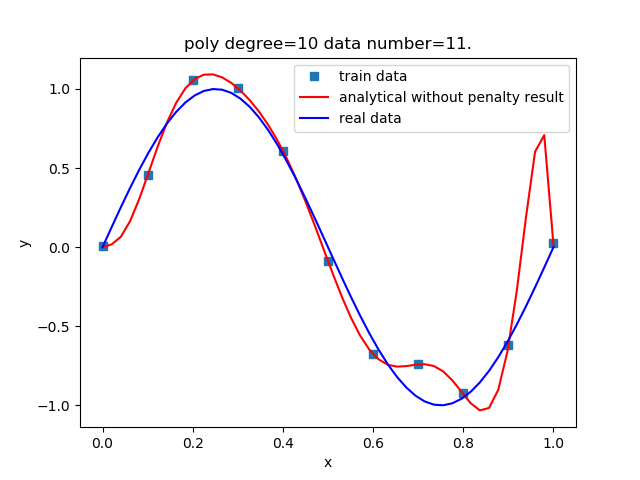 poly degree=10 data number=11.
train data
analytical without penalty result
real data
1.0
0.5
0.0
−0.5
−1.0
y
0.0 0.2 0.4 0.6 0.8 1.0
x